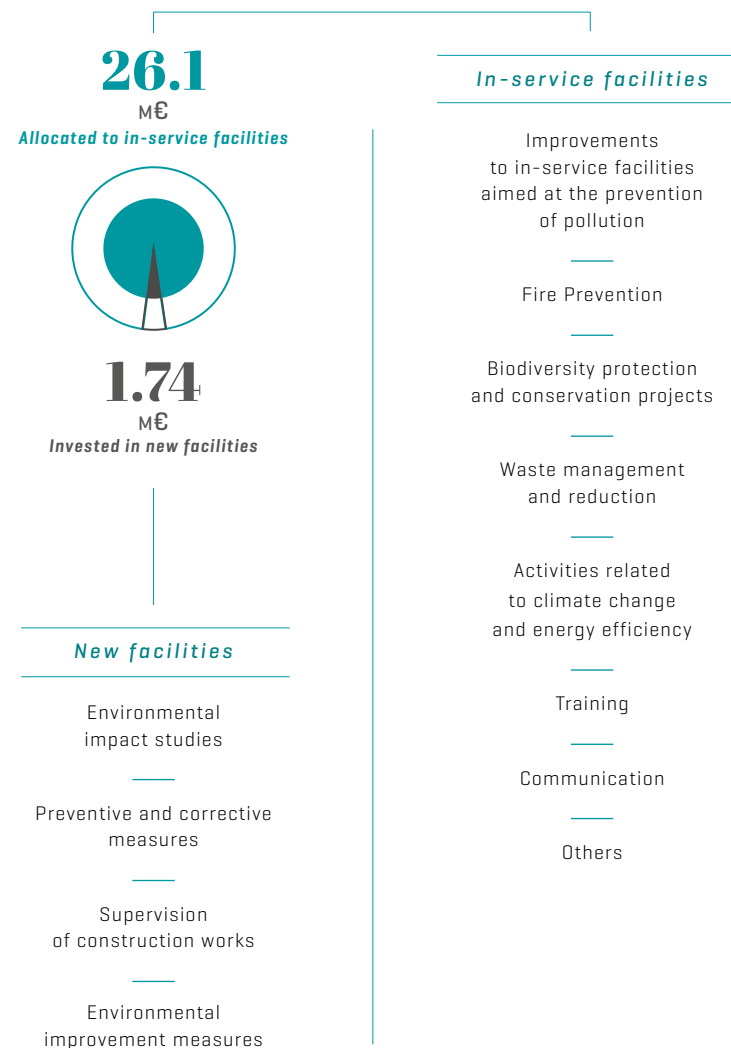 26.1
M€
Allocated to in-service facilities
1.74
M€
Invested in new facilities
New facilities
Environmental
impact studies
Preventive and corrective
measures
Supervision
of construction works
Environmental
improvement measures
In-service facilities
Improvements
to in-service facilities
aimed at the prevention
of pollution
Fire Prevention
Biodiversity protection
and conservation projects
Waste management
and reduction
Activities related
to climate change
and energy efficiency
Training
Communication
Others